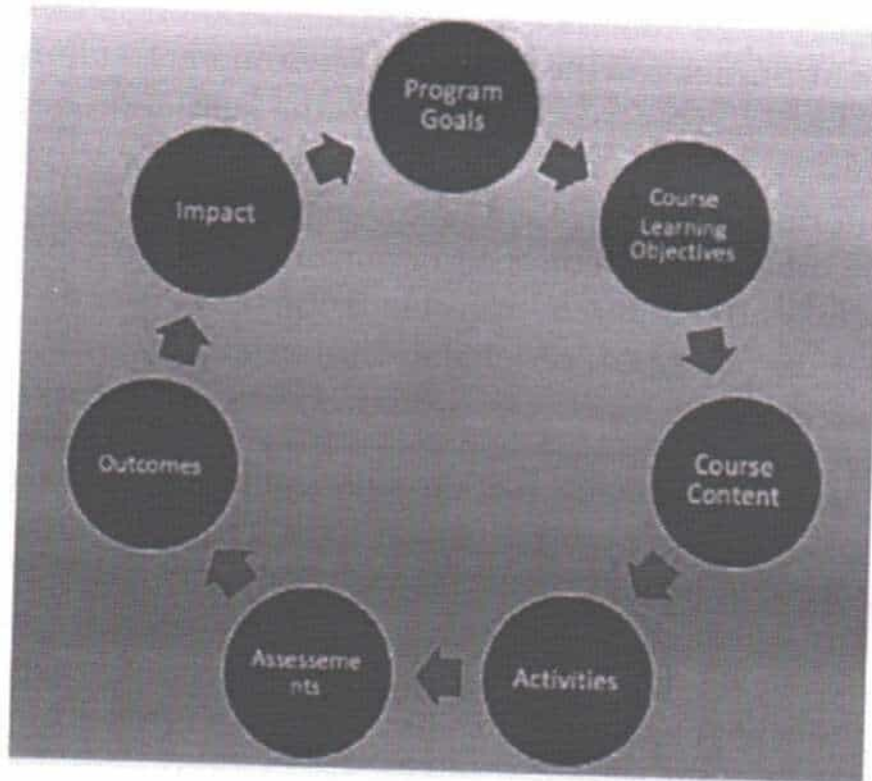 Program
Goals
Course
Learning
Objectives
Course
Content
Activities
Assesseme
nts
Outcomes
Impact